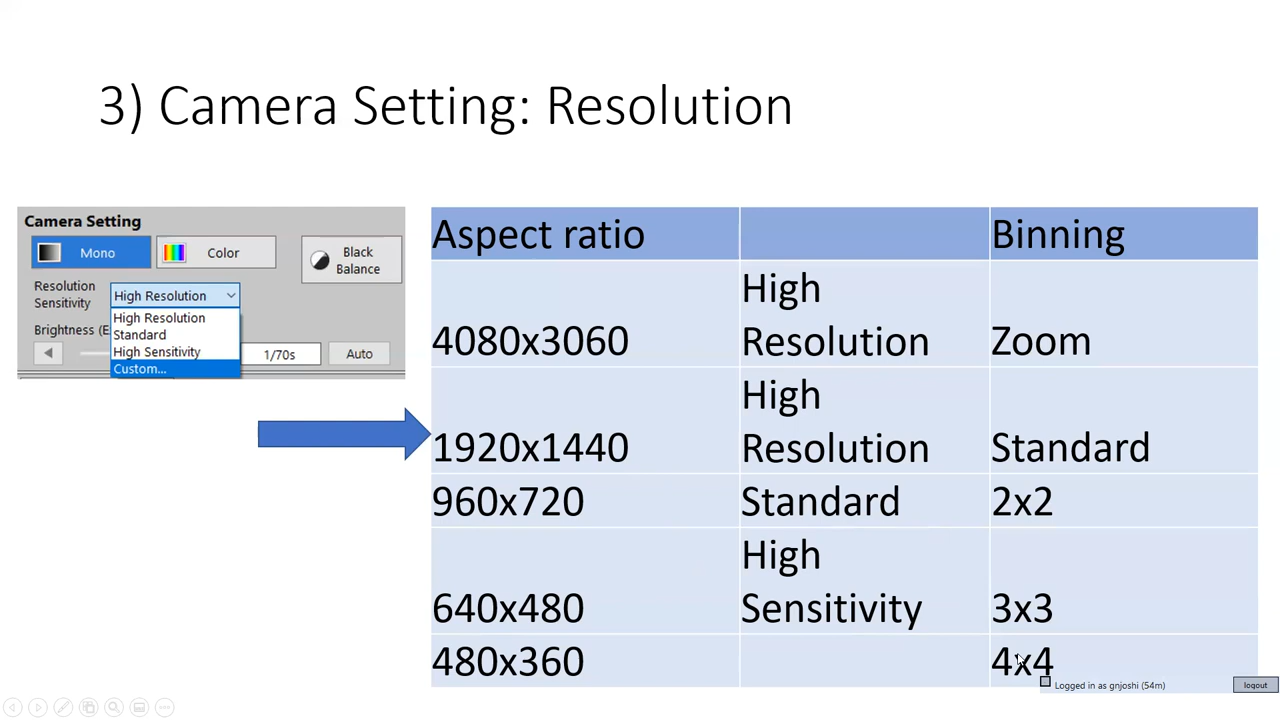 3) Camera Setting: Resolution
Camera Setting
Mono
Color
Black
Balance
Resolution
Sensitivity
High Resolution
High Resolution
Standard
High Sensitivity
Custom...
Brightness (E
1/70s
Auto
Aspect ratio
Binning
4080x3060
High
Resolution
Zoom
1920x1440
High
Resolution
Standard
960x720
Standard
2x2
640x480
High
Sensitivity
3x3
480x360
4x4
Logged in as gnjoshi (54m)
logout